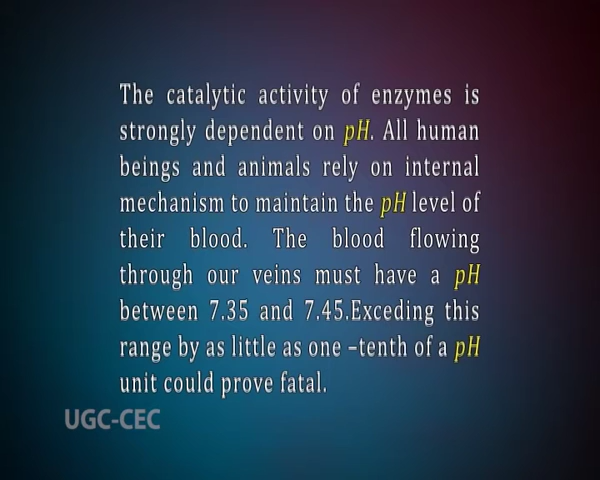 The catalytic activity of enzymes is
strongly dependent on pH. All human
beings and animals rely on internal
mechanism to maintain the pH level of
their blood. The blood flowing
through our veins must have a pH
between 7.35 and 7.45.Exceding this
range by as little as one –tenth of a pH
unit could prove fatal.
UGC-CEC